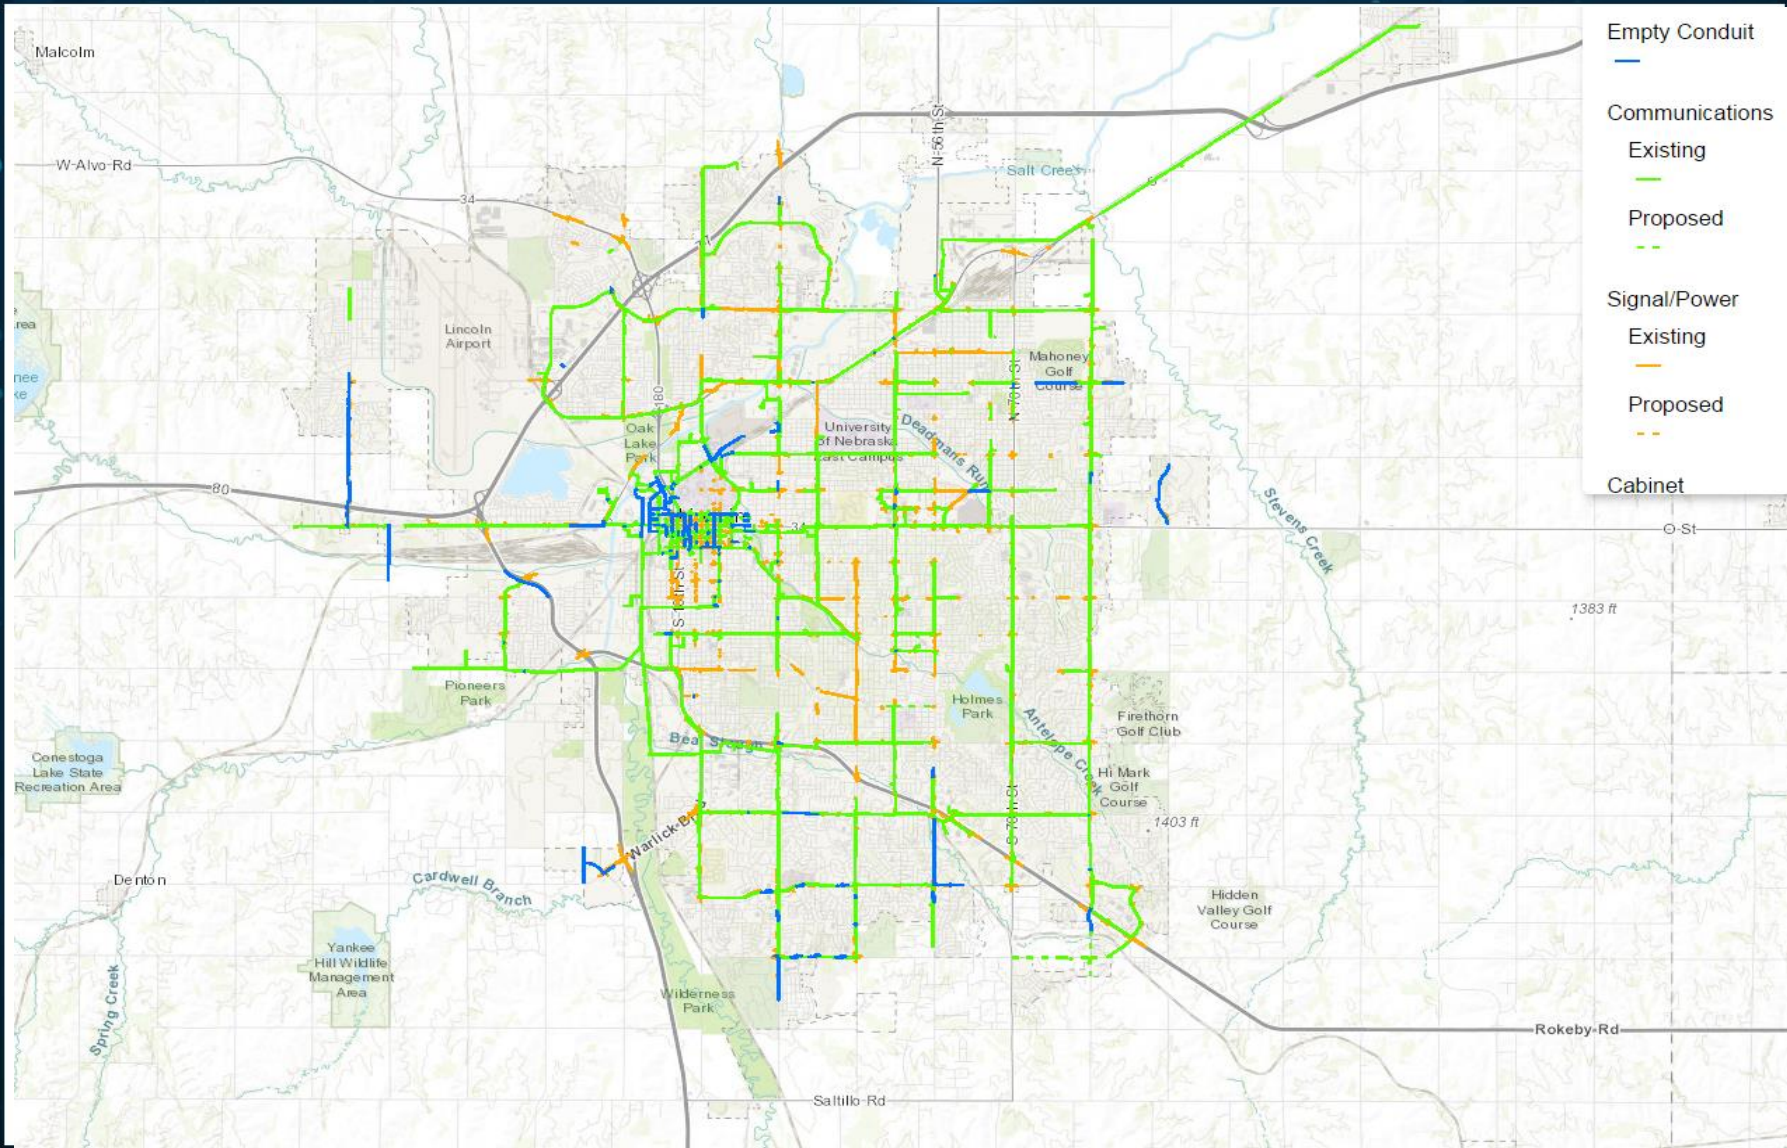 Malcolm
W-Alvo-Rd
34
N-56th-St
Salt Creek
6
Empty Conduit
Communications
Existing
Proposed
Signal/Power
Existing
Proposed
Cabinet
Lincoln
Airport
180
Mahoney
Golf
Course
N-70th-St
Oak
Lake
Park
University
of Nebraska
East Campus
Deadmans Run
80
34
O-St
Stevens Creek
S-13th-St
1383 ft
Pioneers
Park
Holmes
Park
Antelope Creek
Firethorn
Golf Club
Conestoga
Lake State
Recreation Area
Hi Mark
Golf
Course
1403 ft
S-70th-St
Denton
Cardwell Branch
Hidden
Valley Golf
Course
Yankee
Hill Wildlife
Management
Area
Spring Creek
Wilderness
Park
Rokeby-Rd
Saltillo Rd